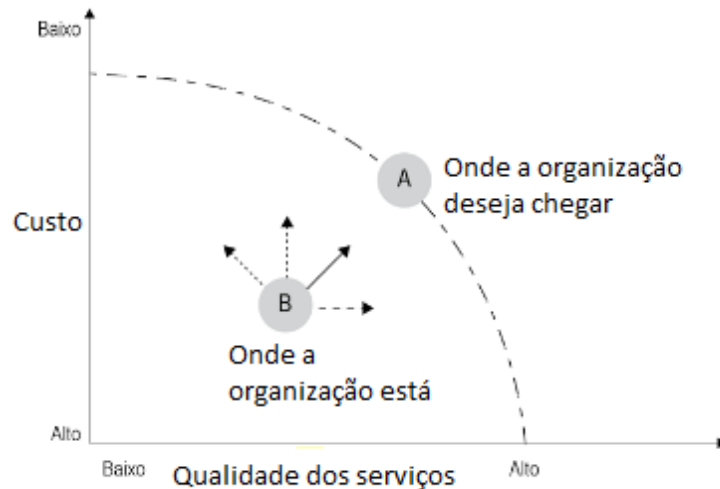 Baixo
A
Onde a organização
deseja chegar
Custo
B
Onde a
organização está
Alto
Baixo
Qualidade dos serviços
Alto